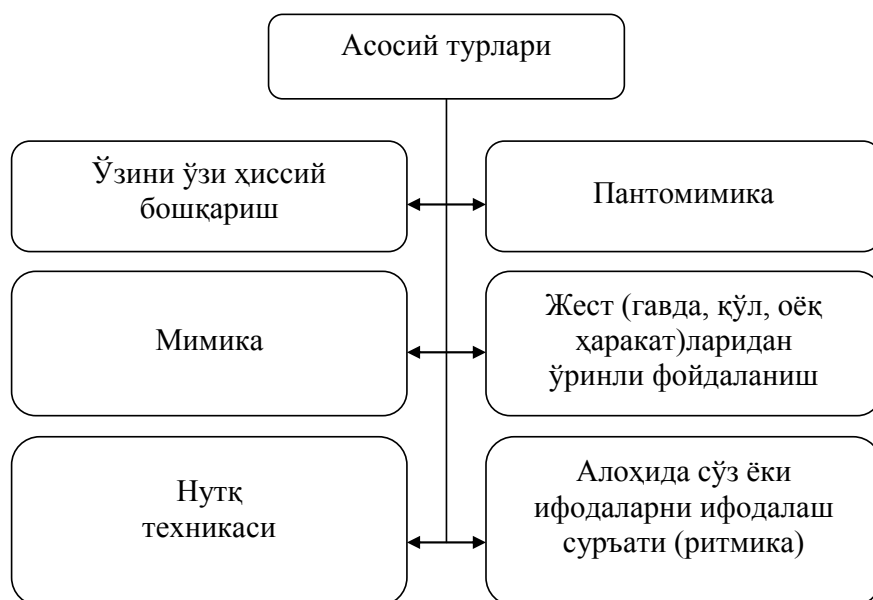 Асосий турлари
Ўзини ўзи ҳиссий
бошқариш
Пантомимика
Мимика
Жест (гавда, қўл, оёқ
ҳаракат)ларидан
ўринли фойдаланиш
Нутқ
техникаси
Алоҳида сўз ёки
ифодаларни ифодалаш
суръати (ритмика)